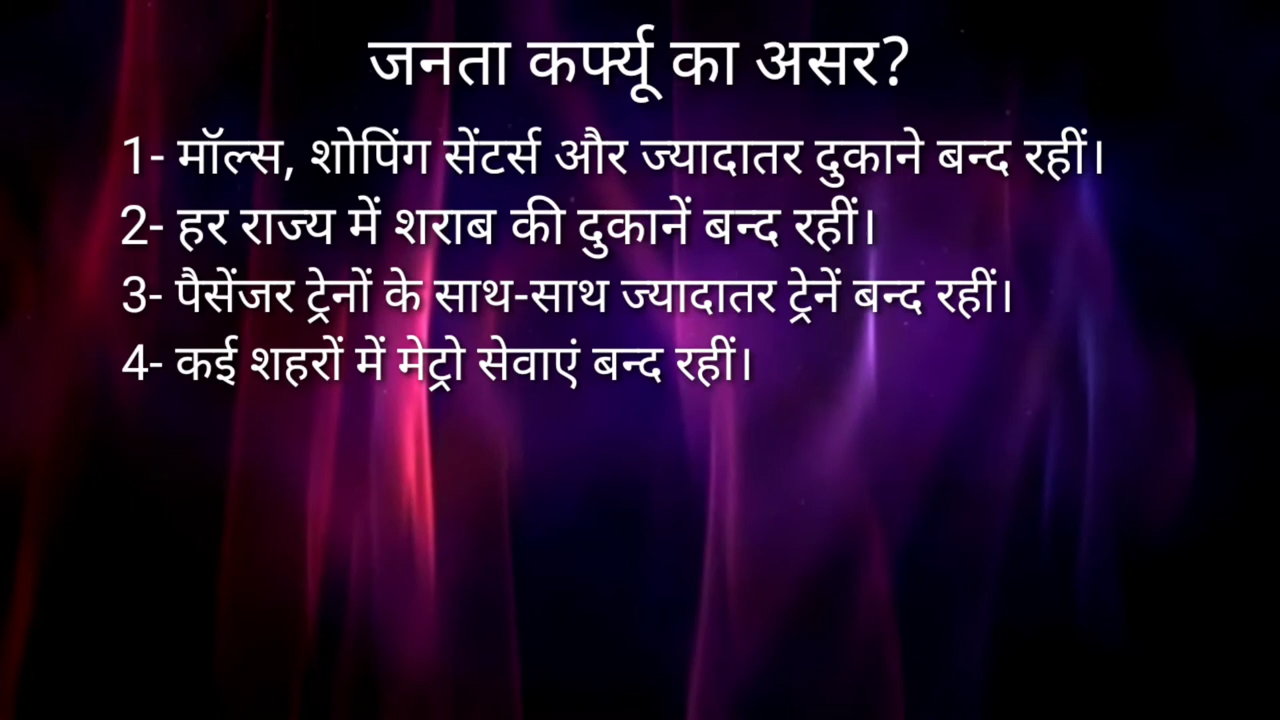 जनता कर्फ्यू का असर?
1- मॉल्स, शोपिंग सेंटर्स और ज्यादातर दुकाने बन्द रहीं।
2- हर राज्य में शराब की दुकानें बन्द रहीं।
3- पैसेंजर ट्रेनों के साथ-साथ ज्यादातर ट्रेनें बन्द रहीं।
4- कई शहरों में मेट्रो सेवाएं बन्द रहीं।